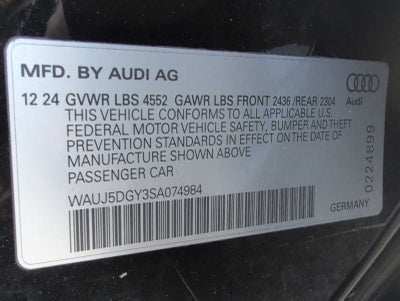 MFD. BY AUDI AG
Audi
12 24 GVWR LBS 4552 GAWR LBS FRONT 2436 /REAR 2304
THIS VEHICLE CONFORMS TO ALL APPLICABLE U.S.
FEDERAL MOTOR VEHICLE SAFETY, BUMPER AND THEFT
PREVENTION STANDARDS IN EFFECT ON THE DATE OF
MANUFACTURE SHOWN ABOVE.
PASSENGER CAR
WAUJ5DGY3SA074984
0224899
GERMANY